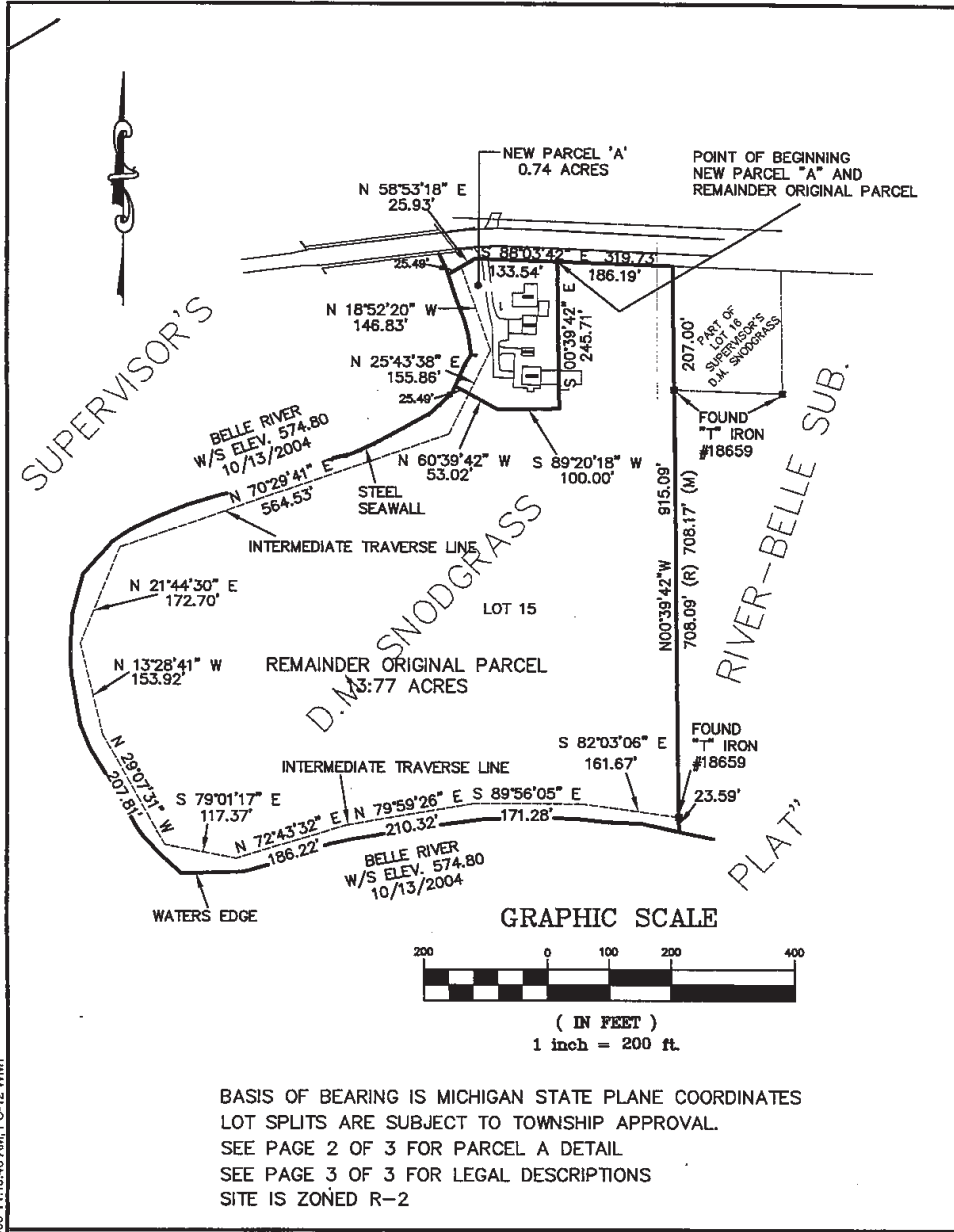 NEW PARCEL 'A'
0.74 ACRES
POINT OF BEGINNING
NEW PARCEL "A" AND
REMAINDER ORIGINAL PARCEL
N 58°53'18" E
25.93'
S 88°03'42" E 319.73'
25.49'
133.54'
186.19'
N 18°52'20" W
146.83'
S 00°39'42" E
245.71'
207.00'
PART OF
LOT 16
SUPERVISOR'S
D.M. SNODGRASS
N 25°43'38" E
155.86'
25.49'
SUPERVISOR'S
BELLE RIVER
W/S ELEV. 574.80
10/13/2004
FOUND
"T" IRON
#18659
N 60°39'42" W
53.02'
S 89°20'18" W
100.00'
N 70°29'41" E
564.53'
STEEL
SEAWALL
INTERMEDIATE TRAVERSE LINE
N00°39'42"W 915.09'
708.09' (R) 708.17' (M)
RIVER-BELLE SUB.
N 21°44'30" E
172.70'
D.M. SNODGRASS
LOT 15
N 13°28'41" W
153.92'
REMAINDER ORIGINAL PARCEL
13.77 ACRES
N 29°07'31" W
207.81'
S 82°03'06" E
161.67'
FOUND
"T" IRON
#18659
INTERMEDIATE TRAVERSE LINE
S 79°01'17" E
117.37'
N 72°43'32" E
186.22'
N 79°59'26" E
210.32'
S 89°56'05" E
171.28'
23.59'
BELLE RIVER
W/S ELEV. 574.80
10/13/2004
PLAT"
WATERS EDGE
GRAPHIC SCALE
200 0 100 200 400
( IN FEET )
1 inch = 200 ft.
BASIS OF BEARING IS MICHIGAN STATE PLANE COORDINATES
LOT SPLITS ARE SUBJECT TO TOWNSHIP APPROVAL.
SEE PAGE 2 OF 3 FOR PARCEL A DETAIL
SEE PAGE 3 OF 3 FOR LEGAL DESCRIPTIONS
SITE IS ZONED R-2